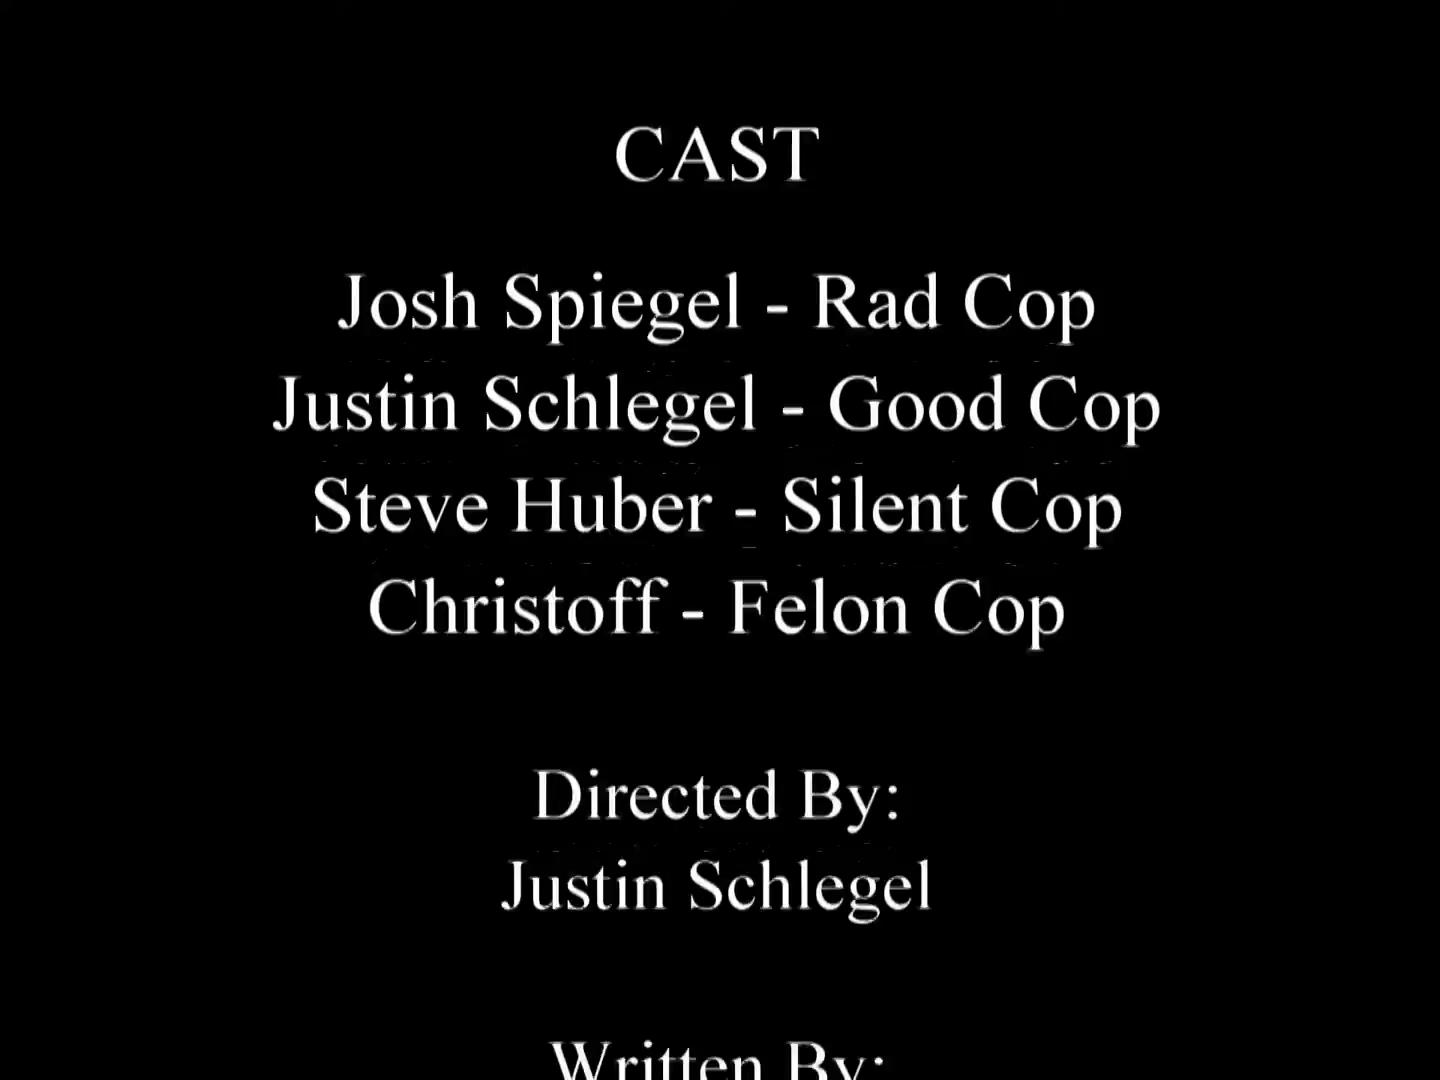 CAST
Josh Spiegel - Rad Cop
Justin Schlegel - Good Cop
Steve Huber - Silent Cop
Christoff - Felon Cop
Directed By:
Justin Schlegel
Written By: